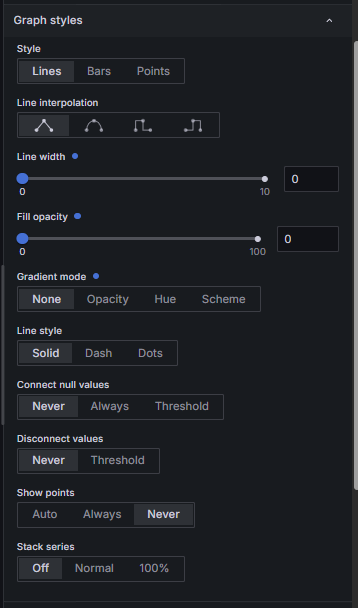 Graph styles
Style
Lines Bars Points
Line interpolation
Line width
0
0 10
Fill opacity
0
0 100
Gradient mode
None Opacity Hue Scheme
Line style
Solid Dash Dots
Connect null values
Never Always Threshold
Disconnect values
Never Threshold
Show points
Auto Always Never
Stack series
Off Normal 100%